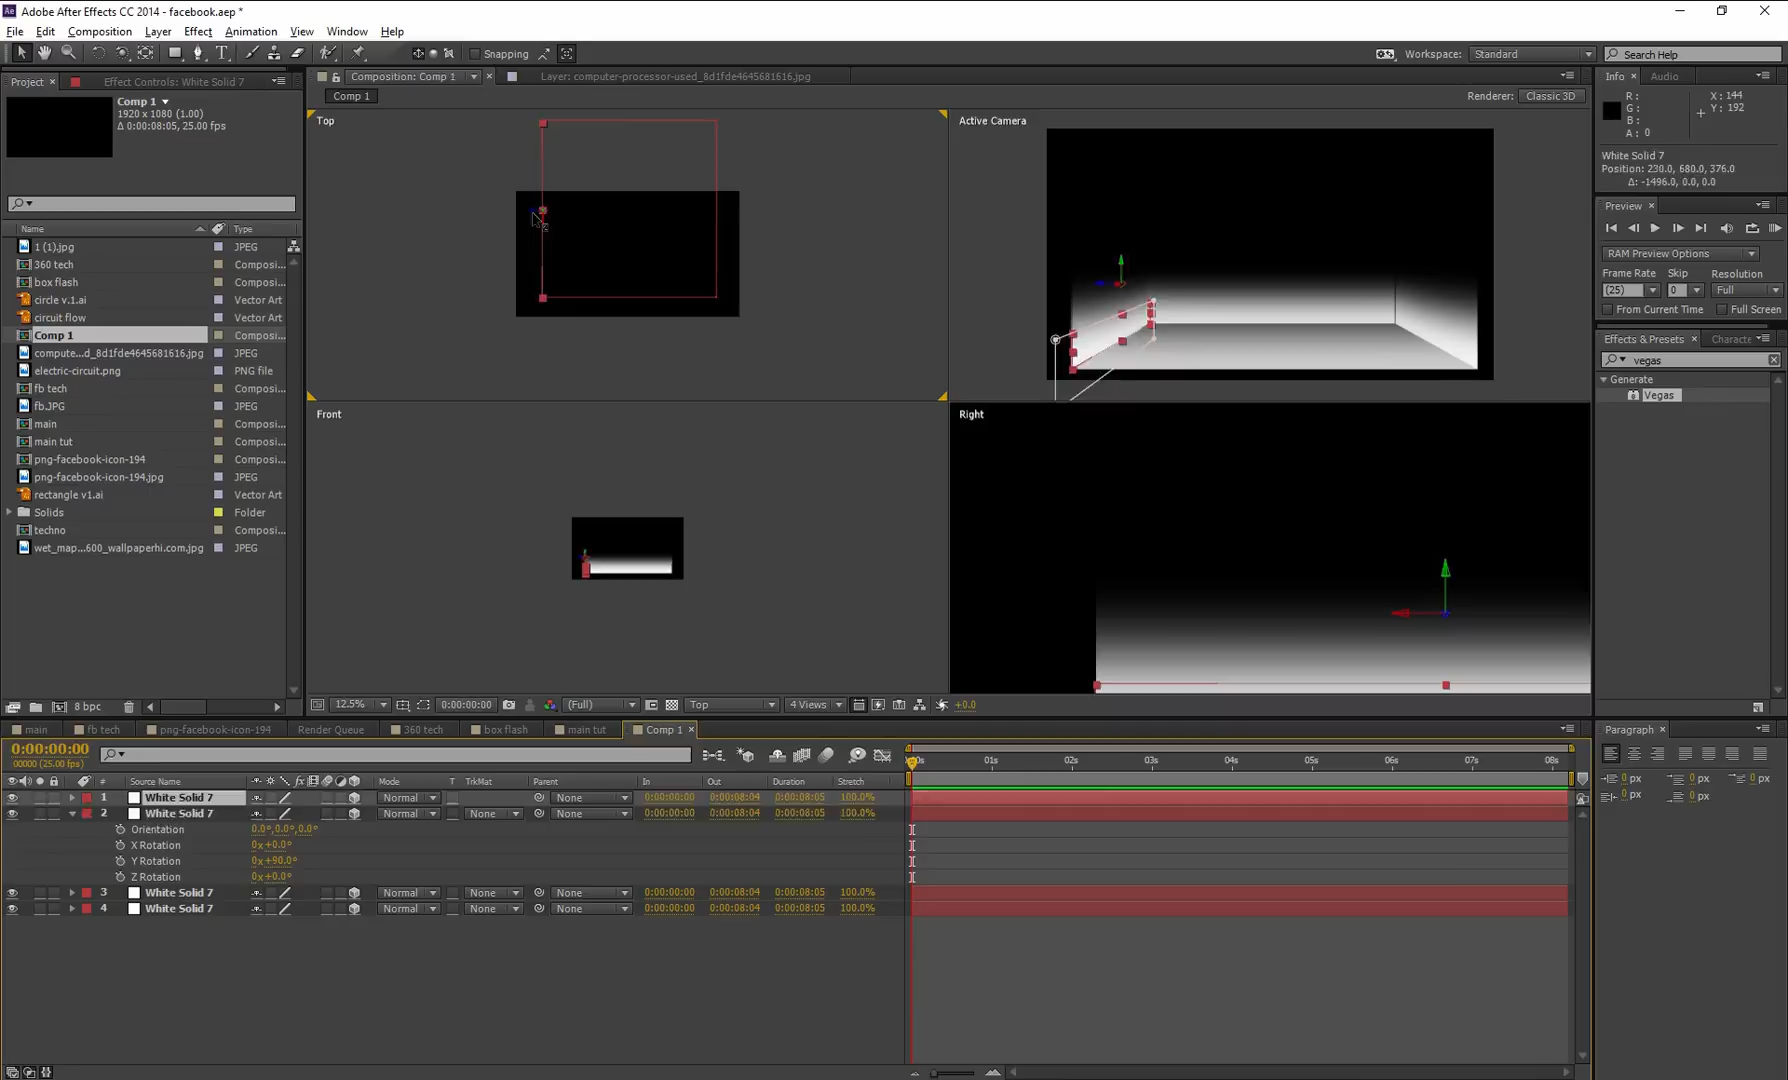 Adobe After Effects CC 2014 - facebook.aep *
File Edit Composition Layer Effect Animation View Window Help
Snapping
Workspace: Standard
Search Help
Project
Effect Controls: White Solid 7
Composition: Comp 1
Layer: computer-processor-used_8d1fde4645681616.jpg
Info Audio
Comp 1
1920 x 1080 (1.00)
Δ 0:00:08:05, 25.00 fps
Comp 1
Renderer: Classic 3D
R:
G:
B:
A: 0
X: 144
Y: 192
White Solid 7
Position: 230.0, 680.0, 376.0
Δ: -1496.0, 0.0, 0.0
Top
Active Camera
Front
Right
Preview
RAM Preview Options
Frame Rate Skip Resolution
(25) 0 Full
From Current Time Full Screen
Effects & Presets Characte
vegas
Generate
Vegas
Name Type
1 (1).jpg JPEG
360 tech Composi...
box flash Composi...
circle v.1.ai Vector Art
circuit flow Vector Art
Comp 1 Composi...
compute...d_8d1fde4645681616.jpg JPEG
electric-circuit.png PNG file
fb tech Composi...
fb.JPG JPEG
main Composi...
main tut Composi...
png-facebook-icon-194 Composi...
png-facebook-icon-194.jpg JPEG
rectangle v1.ai Vector Art
Solids Folder
techno Composi...
wet_map...600_wallpaperhi.com.jpg JPEG
8 bpc
12.5% 0:00:00:00 (Full) Top 4 Views +0.0
main fb tech png-facebook-icon-194 Render Queue 360 tech box flash main tut Comp 1
0:00:00:00
00000 (25.00 fps)
# Source Name Mode T TrkMat Parent In Out Duration Stretch
01s 02s 03s 04s 05s 06s 07s 08s
1 White Solid 7 Normal None 0:00:00:00 0:00:08:04 0:00:08:05 100.0%
2 White Solid 7 Normal None None 0:00:00:00 0:00:08:04 0:00:08:05 100.0%
Orientation 0.0°,0.0°,0.0°
X Rotation 0x+0.0°
Y Rotation 0x+90.0°
Z Rotation 0x+0.0°
3 White Solid 7 Normal None None 0:00:00:00 0:00:08:04 0:00:08:05 100.0%
4 White Solid 7 Normal None None 0:00:00:00 0:00:08:04 0:00:08:05 100.0%
Paragraph
0 px 0 px 0 px
0 px 0 px